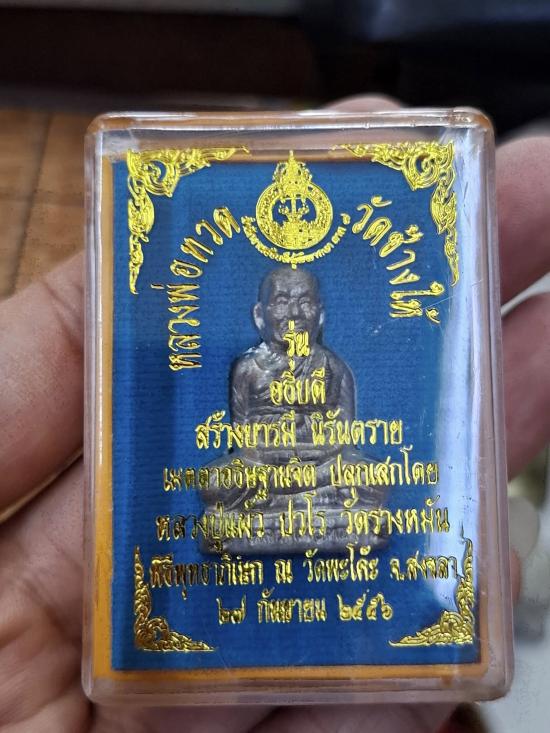 หลวงพ่อทวด วัดช้างให้
รุ่น
อธิบดี
สร้างบารมี นิรันตราย
เมตตาอธิษฐานจิต ปลุกเสกโดย
หลวงปู่แผ้ว ปวโร วัดรางหมัน
พิธีพุทธาภิเษก ณ วัดพะโค๊ะ จ.สงขลา
๒๗ กันยายน ๒๕๕๖